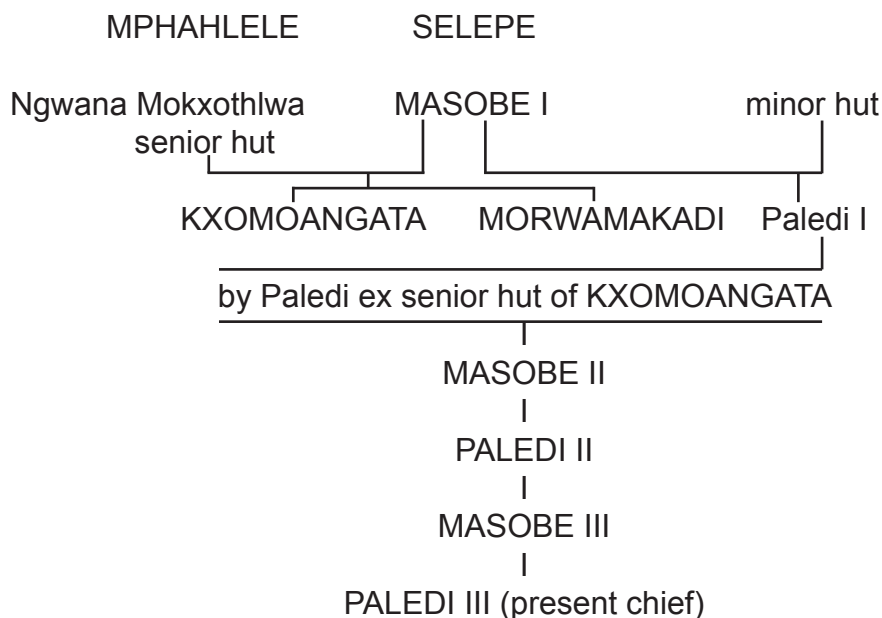 MPHAHLELE SELEPE
Ngwana Mokxothlwa MASOBE I minor hut
senior hut
KXOMOANGATA MORWAMAKADI Paledi I
by Paledi ex senior hut of KXOMOANGATA
MASOBE II
PALEDI II
MASOBE III
PALEDI III (present chief)